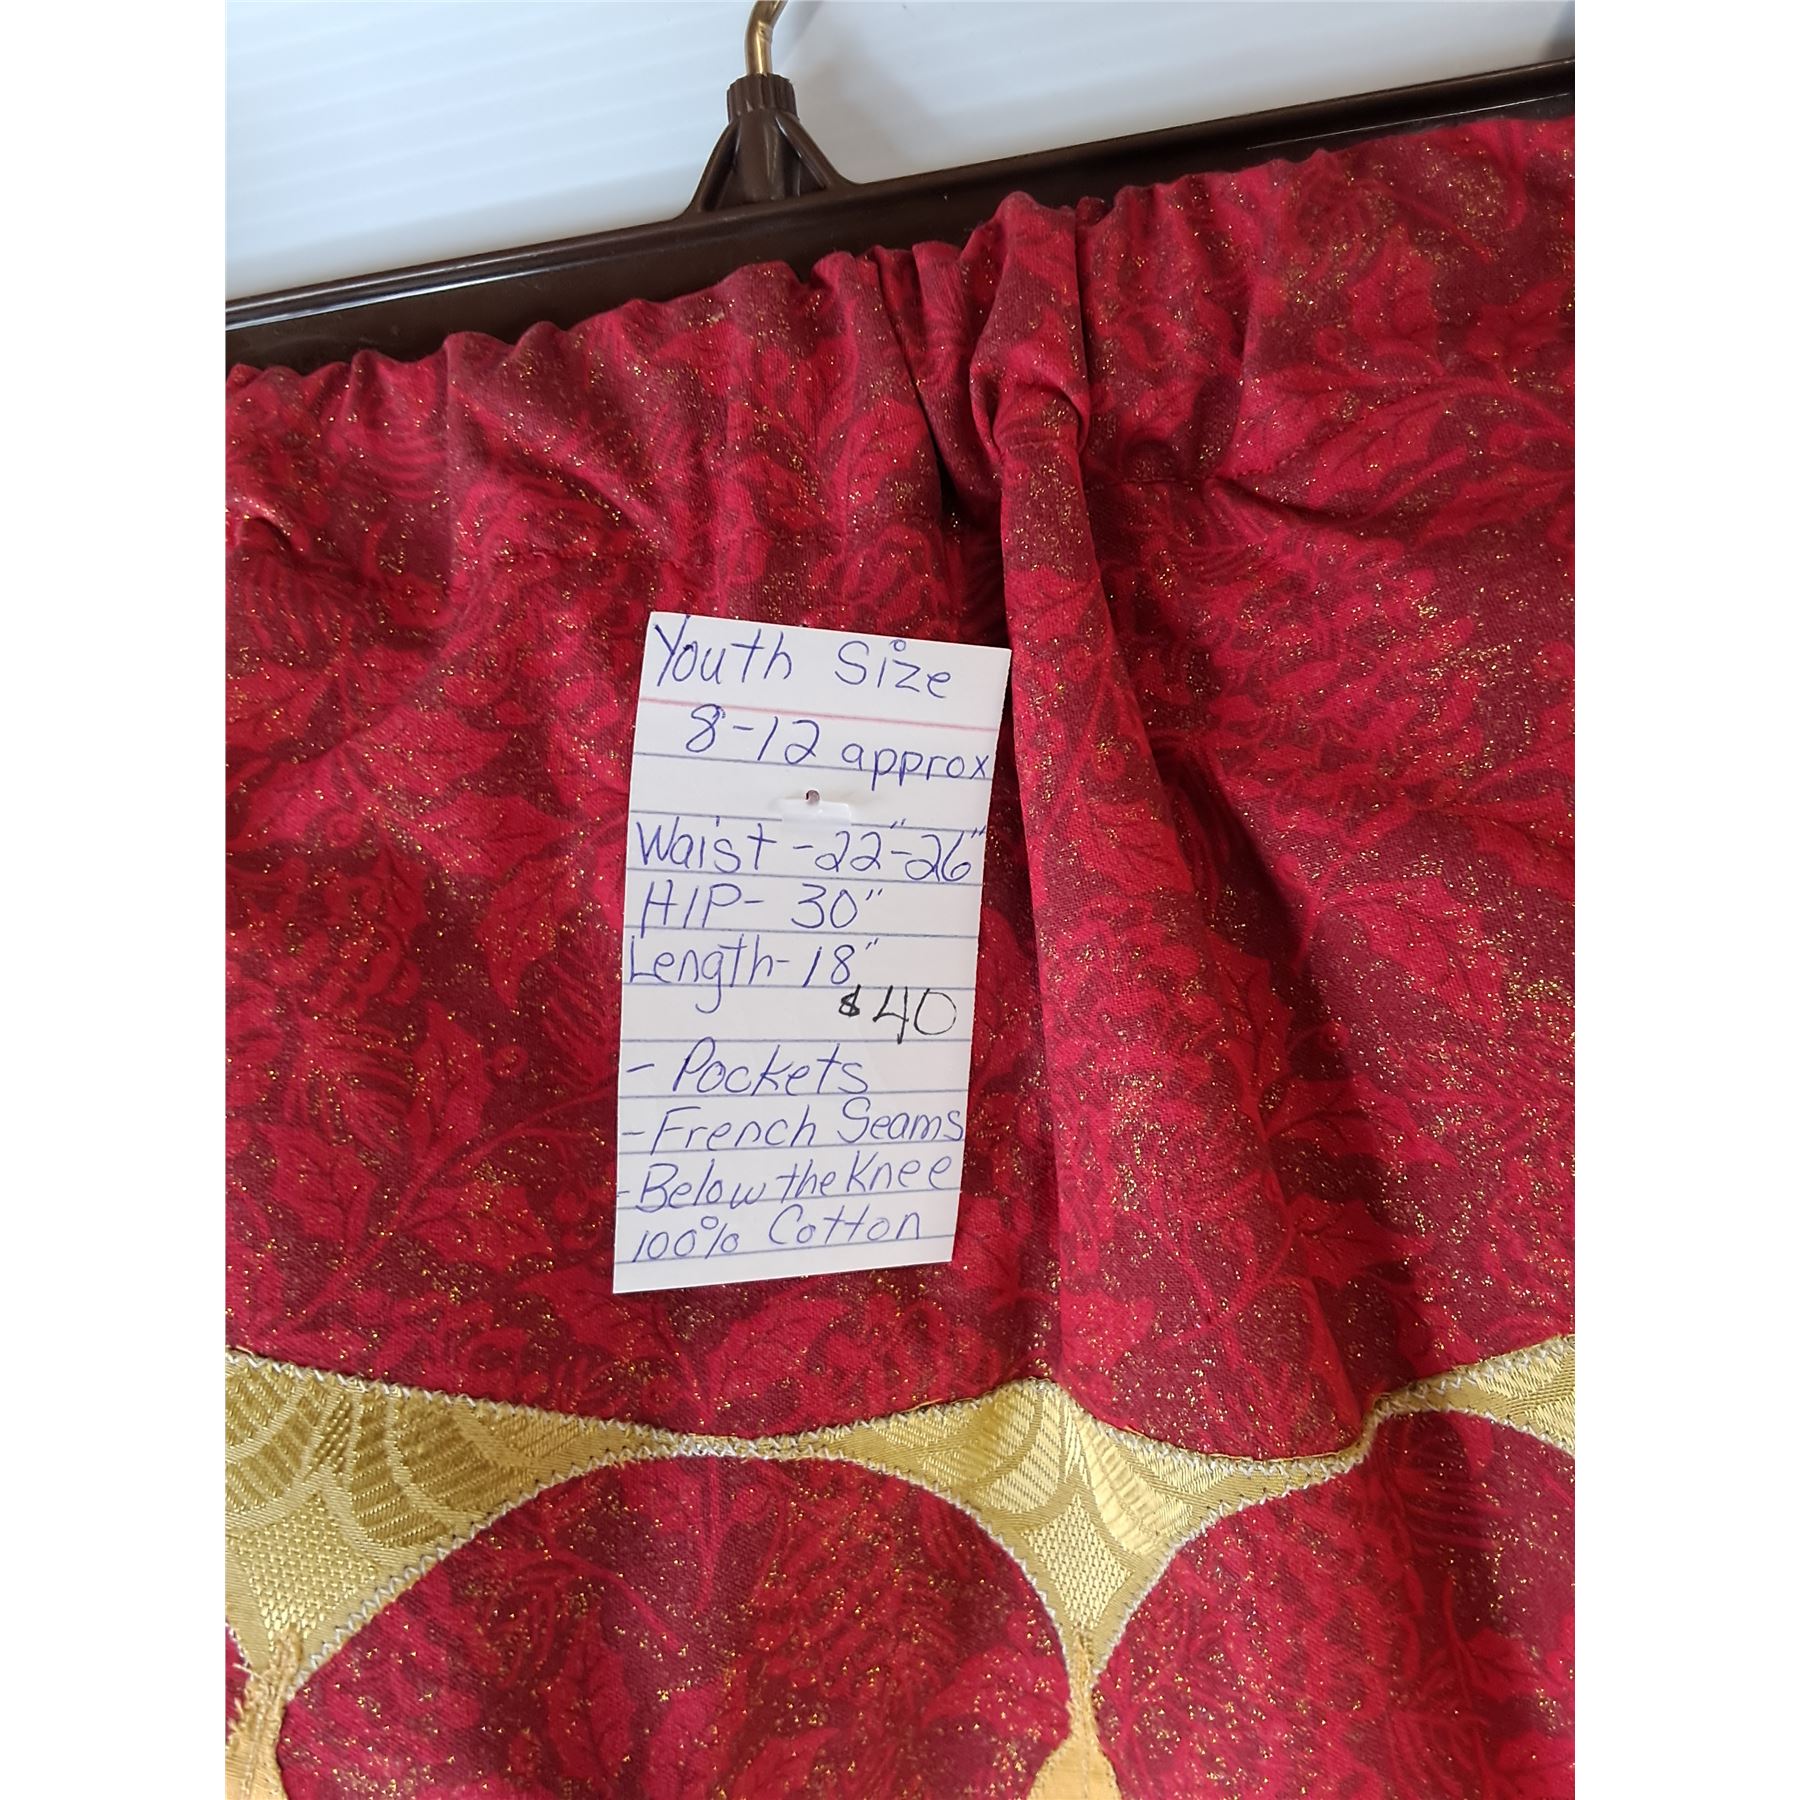 Youth Size
8-12 approx
Waist - 22"-26"
HIP- 30"
Length- 18"
$40
- Pockets
- French Seams
- Below the Knee
100% Cotton